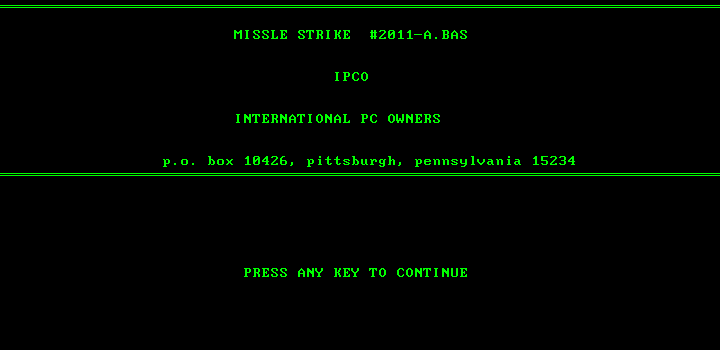 MISSLE STRIKE  #2011-A.BAS
IPCO
INTERNATIONAL PC OWNERS
p.o. box 10426, pittsburgh, pennsylvania 15234
PRESS ANY KEY TO CONTINUE